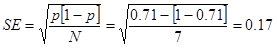 SE = √(p[1 − p] / N) = √(0.71 − [1 − 0.71] / 7) = 0.17